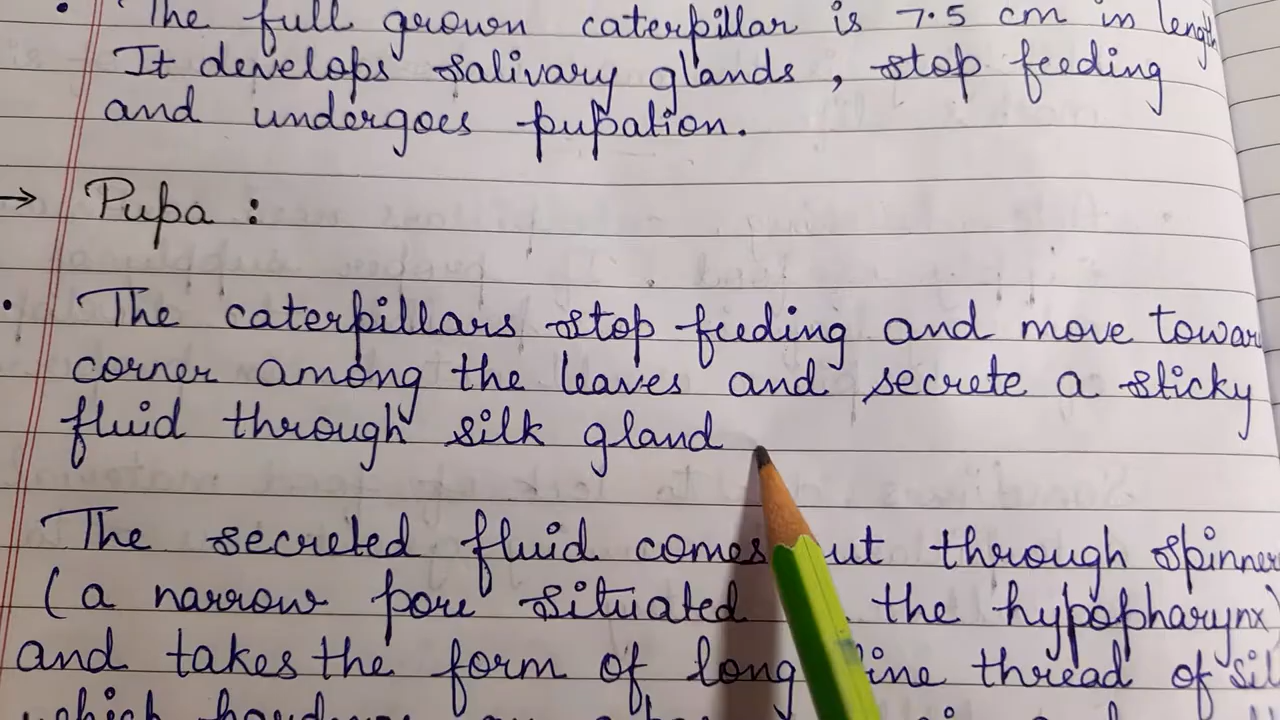 The full grown caterpillar is 7.5 cm in length
It develops salivary glands, stop feeding
and undergoes pupation.
→ Pupa :
• The caterpillars stop feeding and move towar
corner among the leaves and secrete a sticky
fluid through silk gland
The secreted fluid comes out through spinner
(a narrow pore situated the hypopharynx)
and takes the form of long fine thread of sil
which